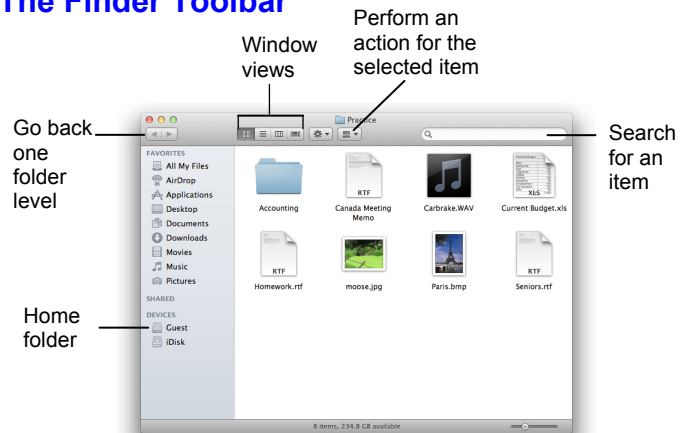 The Finder Toolbar
Perform an
action for the
selected item
Window
views
Go back
one
folder
level
Search
for an
item
Home
folder
Practice
FAVORITES
All My Files
AirDrop
Applications
Desktop
Documents
Downloads
Movies
Music
Pictures
SHARED
DEVICES
Guest
iDisk
RTF
XLS
Accounting
Canada Meeting
Memo
Carbrake.WAV
Current Budget.xls
RTF
RTF
Homework.rtf
moose.jpg
Paris.bmp
Seniors.rtf
8 items, 234.8 GB available